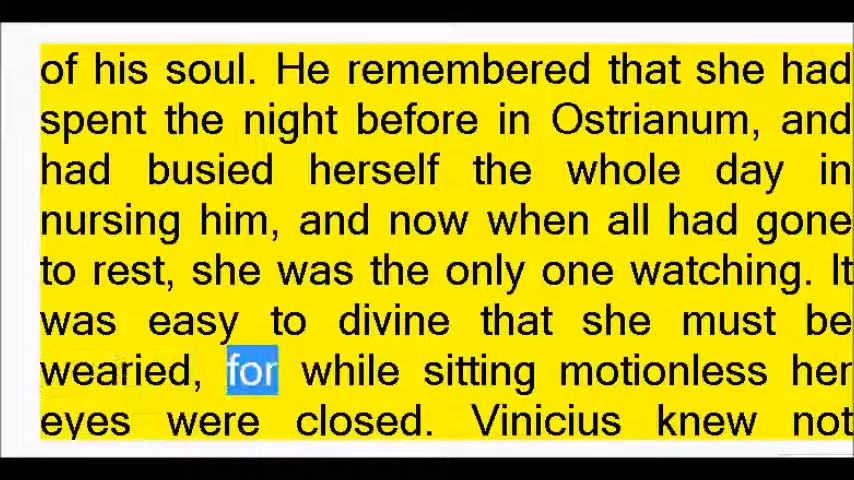 of his soul. He remembered that she had
spent the night before in Ostrianum, and
had busied herself the whole day in
nursing him, and now when all had gone
to rest, she was the only one watching. It
was easy to divine that she must be
wearied, for while sitting motionless her
eyes were closed. Vinicius knew not